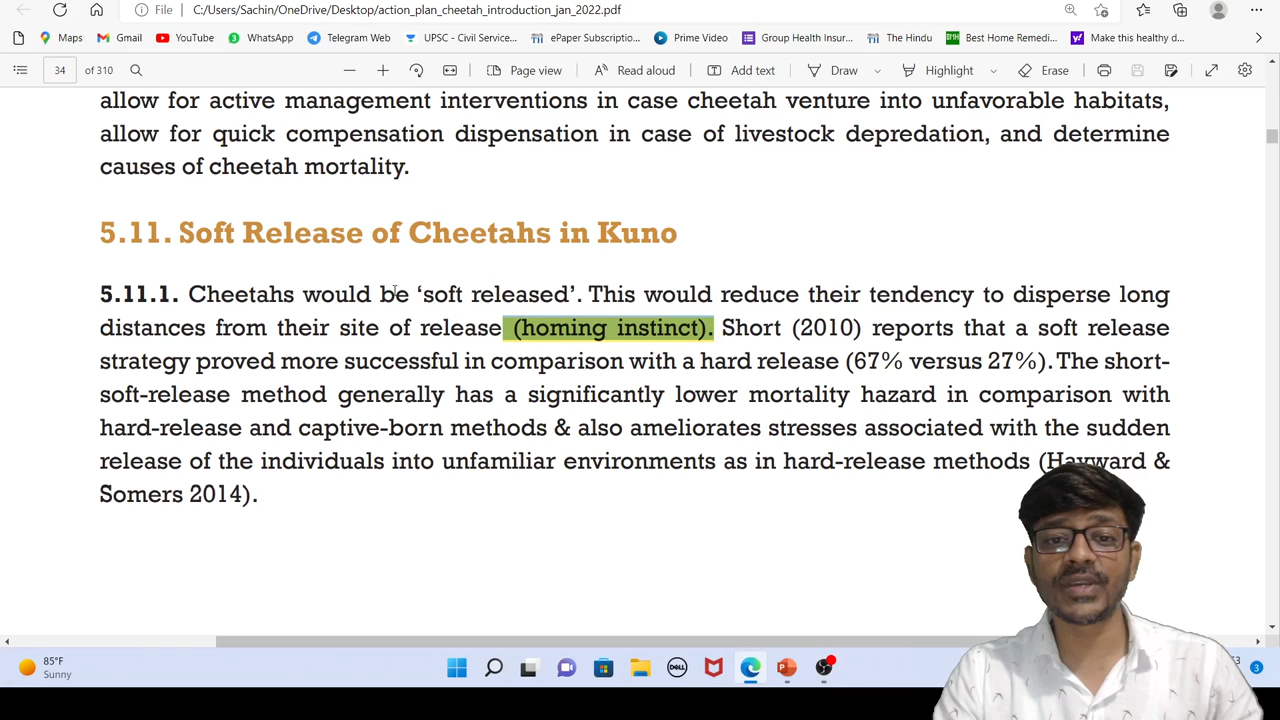 File C:/Users/Sachin/OneDrive/Desktop/action_plan_cheetah_introduction_jan_2022.pdf
Maps Gmail YouTube WhatsApp Telegram Web UPSC - Civil Service... ePaper Subscriptio... Prime Video Group Health Insur... The Hindu Best Home Remedi... Make this healthy d...
34 of 310 Page view Read aloud Add text Draw Highlight Erase
allow for active management interventions in case cheetah venture into unfavorable habitats,
allow for quick compensation dispensation in case of livestock depredation, and determine
causes of cheetah mortality.
5.11. Soft Release of Cheetahs in Kuno
5.11.1. Cheetahs would be ‘soft released’. This would reduce their tendency to disperse long
distances from their site of release (homing instinct). Short (2010) reports that a soft release
strategy proved more successful in comparison with a hard release (67% versus 27%). The short-
soft-release method generally has a significantly lower mortality hazard in comparison with
hard-release and captive-born methods & also ameliorates stresses associated with the sudden
release of the individuals into unfamiliar environments as in hard-release methods (Hayward &
Somers 2014).
85°F
Sunny
DELL
3